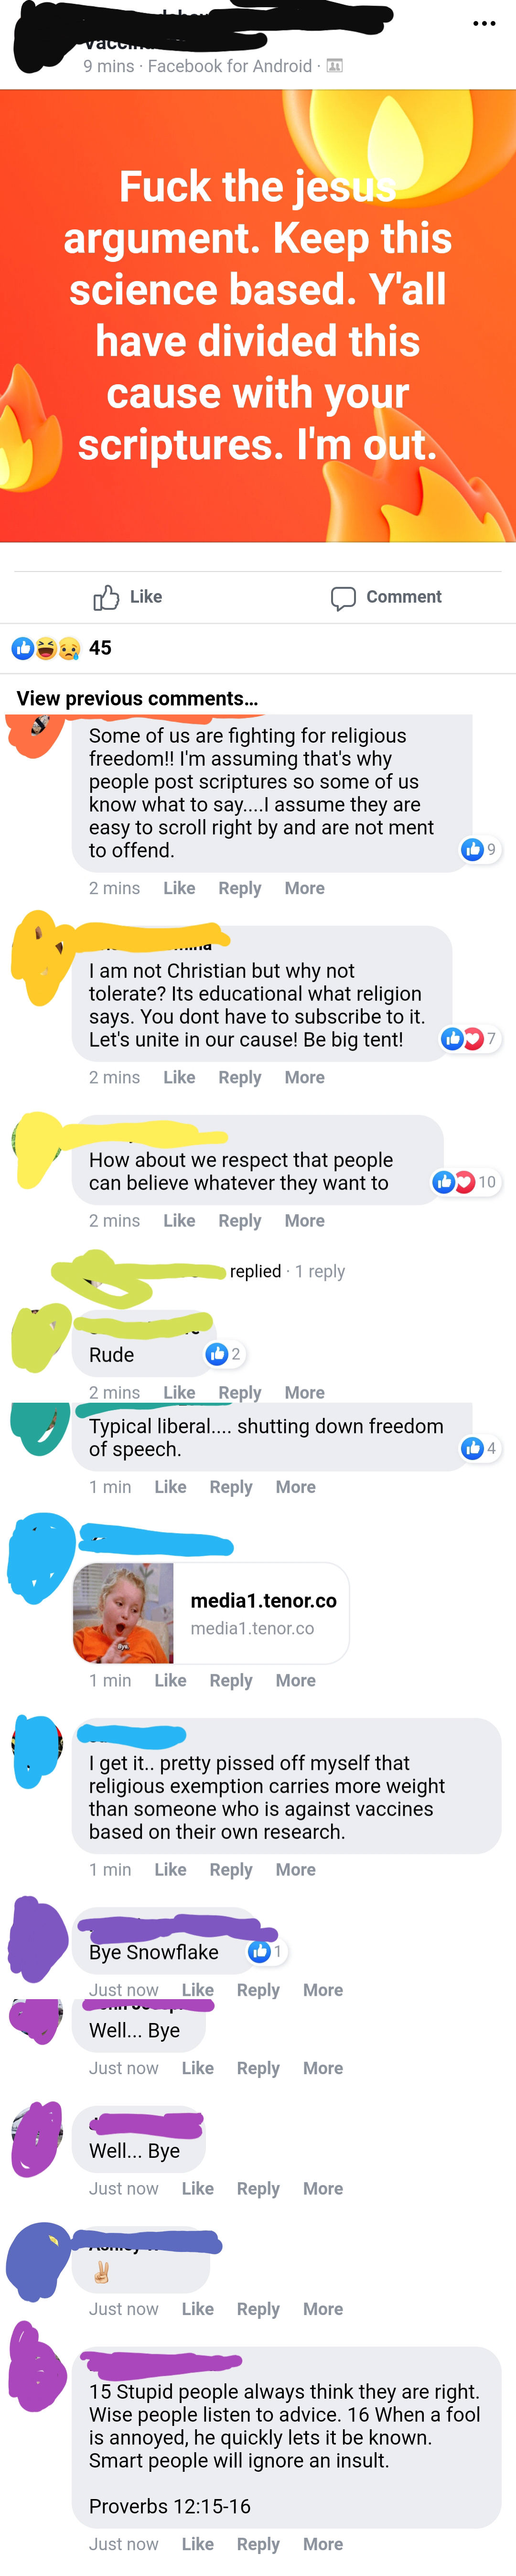 9 mins · Facebook for Android ·
Fuck the jesus
argument. Keep this
science based. Y'all
have divided this
cause with your
scriptures. I'm out.
Like
Comment
45
View previous comments...
Some of us are fighting for religious
freedom!! I'm assuming that's why
people post scriptures so some of us
know what to say....I assume they are
easy to scroll right by and are not ment
to offend.
9
2 mins Like Reply More
I am not Christian but why not
tolerate? Its educational what religion
says. You dont have to subscribe to it.
Let's unite in our cause! Be big tent!
7
2 mins Like Reply More
How about we respect that people
can believe whatever they want to
10
2 mins Like Reply More
replied · 1 reply
Rude
2
2 mins Like Reply More
Typical liberal.... shutting down freedom
of speech.
4
1 min Like Reply More
Bye
media1.tenor.co
media1.tenor.co
1 min Like Reply More
I get it.. pretty pissed off myself that
religious exemption carries more weight
than someone who is against vaccines
based on their own research.
1 min Like Reply More
Bye Snowflake
1
Just now Like Reply More
Well... Bye
Just now Like Reply More
Well... Bye
Just now Like Reply More
✌🏼
Just now Like Reply More
15 Stupid people always think they are right.
Wise people listen to advice. 16 When a fool
is annoyed, he quickly lets it be known.
Smart people will ignore an insult.
Proverbs 12:15-16
Just now Like Reply More